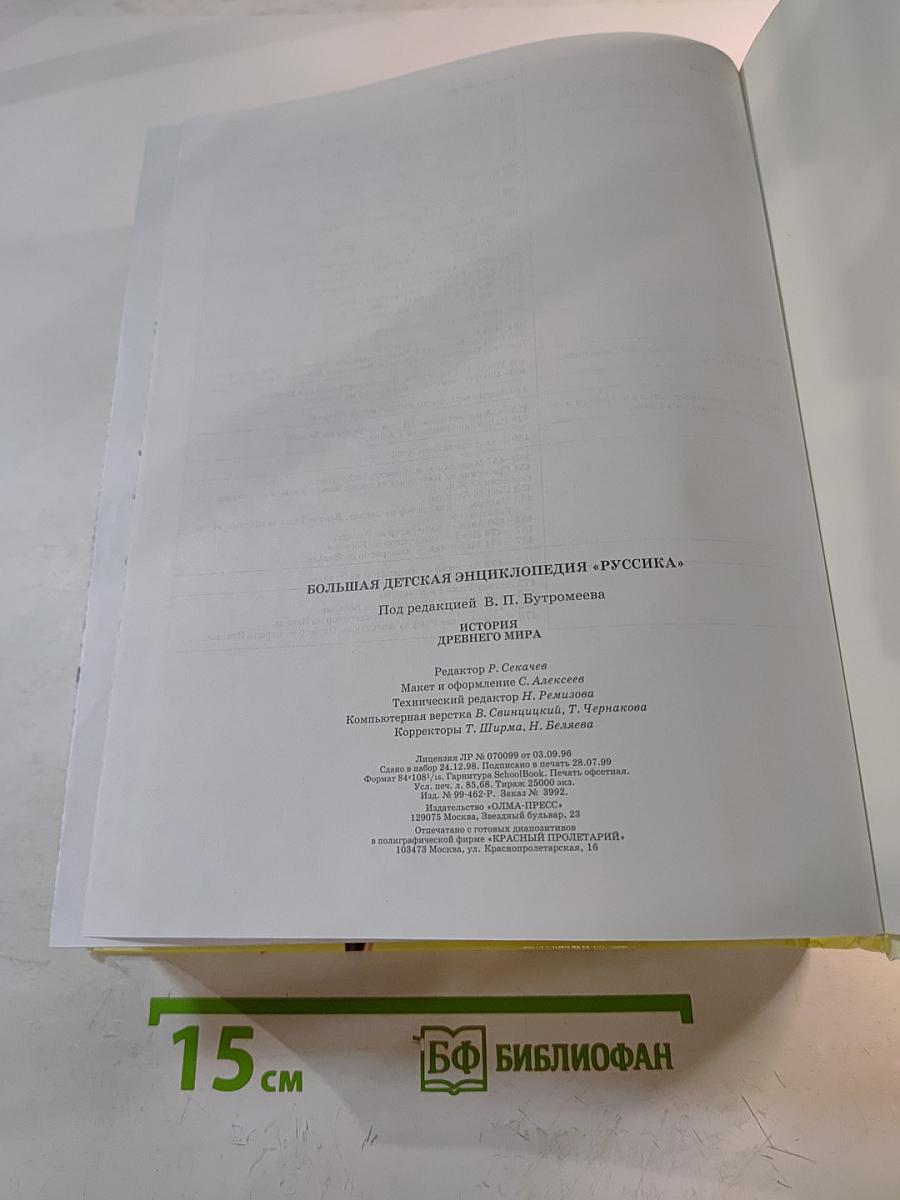 БОЛЬШАЯ ДЕТСКАЯ ЭНЦИКЛОПЕДИЯ «РУССИКА»
Под редакцией В. П. Бутромеева
ИСТОРИЯ
ДРЕВНЕГО МИРА
Редактор Р. Секачев
Макет и оформление С. Алексеев
Технический редактор Н. Ремизова
Компьютерная верстка В. Свинцицкий, Т. Чернакова
Корректоры Т. Ширма, Н. Беляева
Лицензия ЛР № 070099 от 03.09.96
Сдано в набор 24.12.98. Подписано в печать 28.07.99
Формат 84×108¹/₁₆. Гарнитура SchoolBook. Печать офсетная.
Усл. печ. л. 85,68. Тираж 25000 экз.
Изд. № 99-462-Р. Заказ № 3992.
Издательство «ОЛМА-ПРЕСС»
129075 Москва, Звездный бульвар, 23
Отпечатано с готовых диапозитивов
в полиграфической фирме «КРАСНЫЙ ПРОЛЕТАРИЙ»
103473 Москва, ул. Краснопролетарская, 16
15 см
БФ БИБЛИОФАН